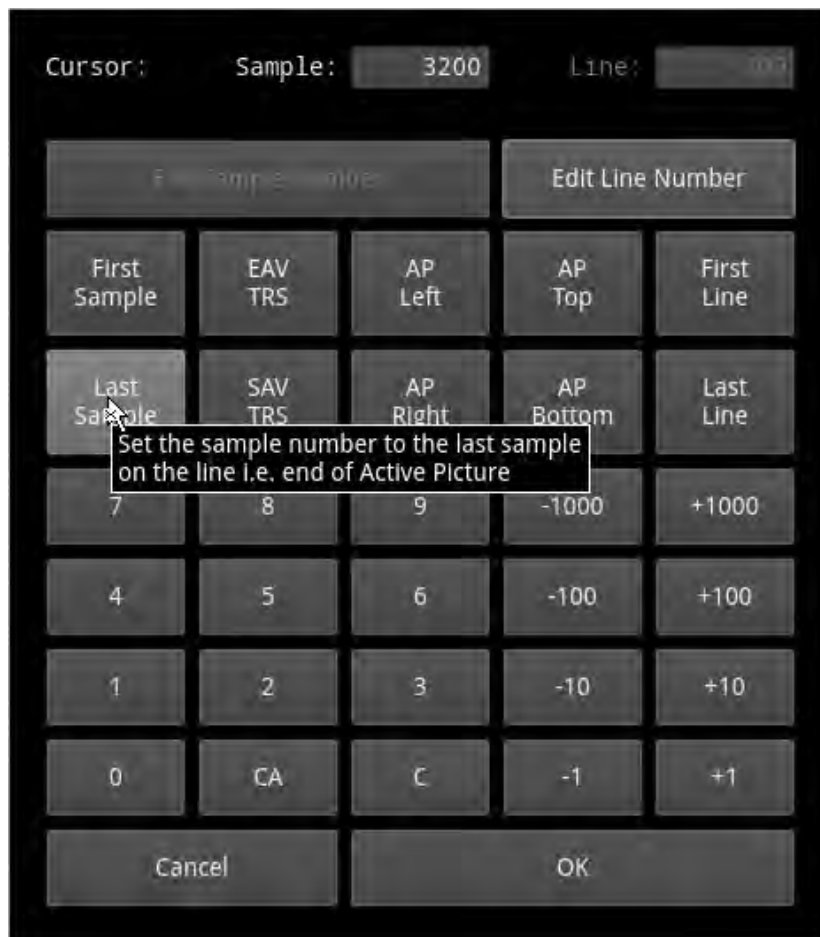 Cursor: Sample: 3200 Line:
Edit Line Number
First Sample
EAV TRS
AP Left
AP Top
First Line
Last Sample
SAV TRS
AP Right
AP Bottom
Last Line
Set the sample number to the last sample
on the line i.e. end of Active Picture
7 8 9 -1000 +1000
4 5 6 -100 +100
1 2 3 -10 +10
0 CA C -1 +1
Cancel OK